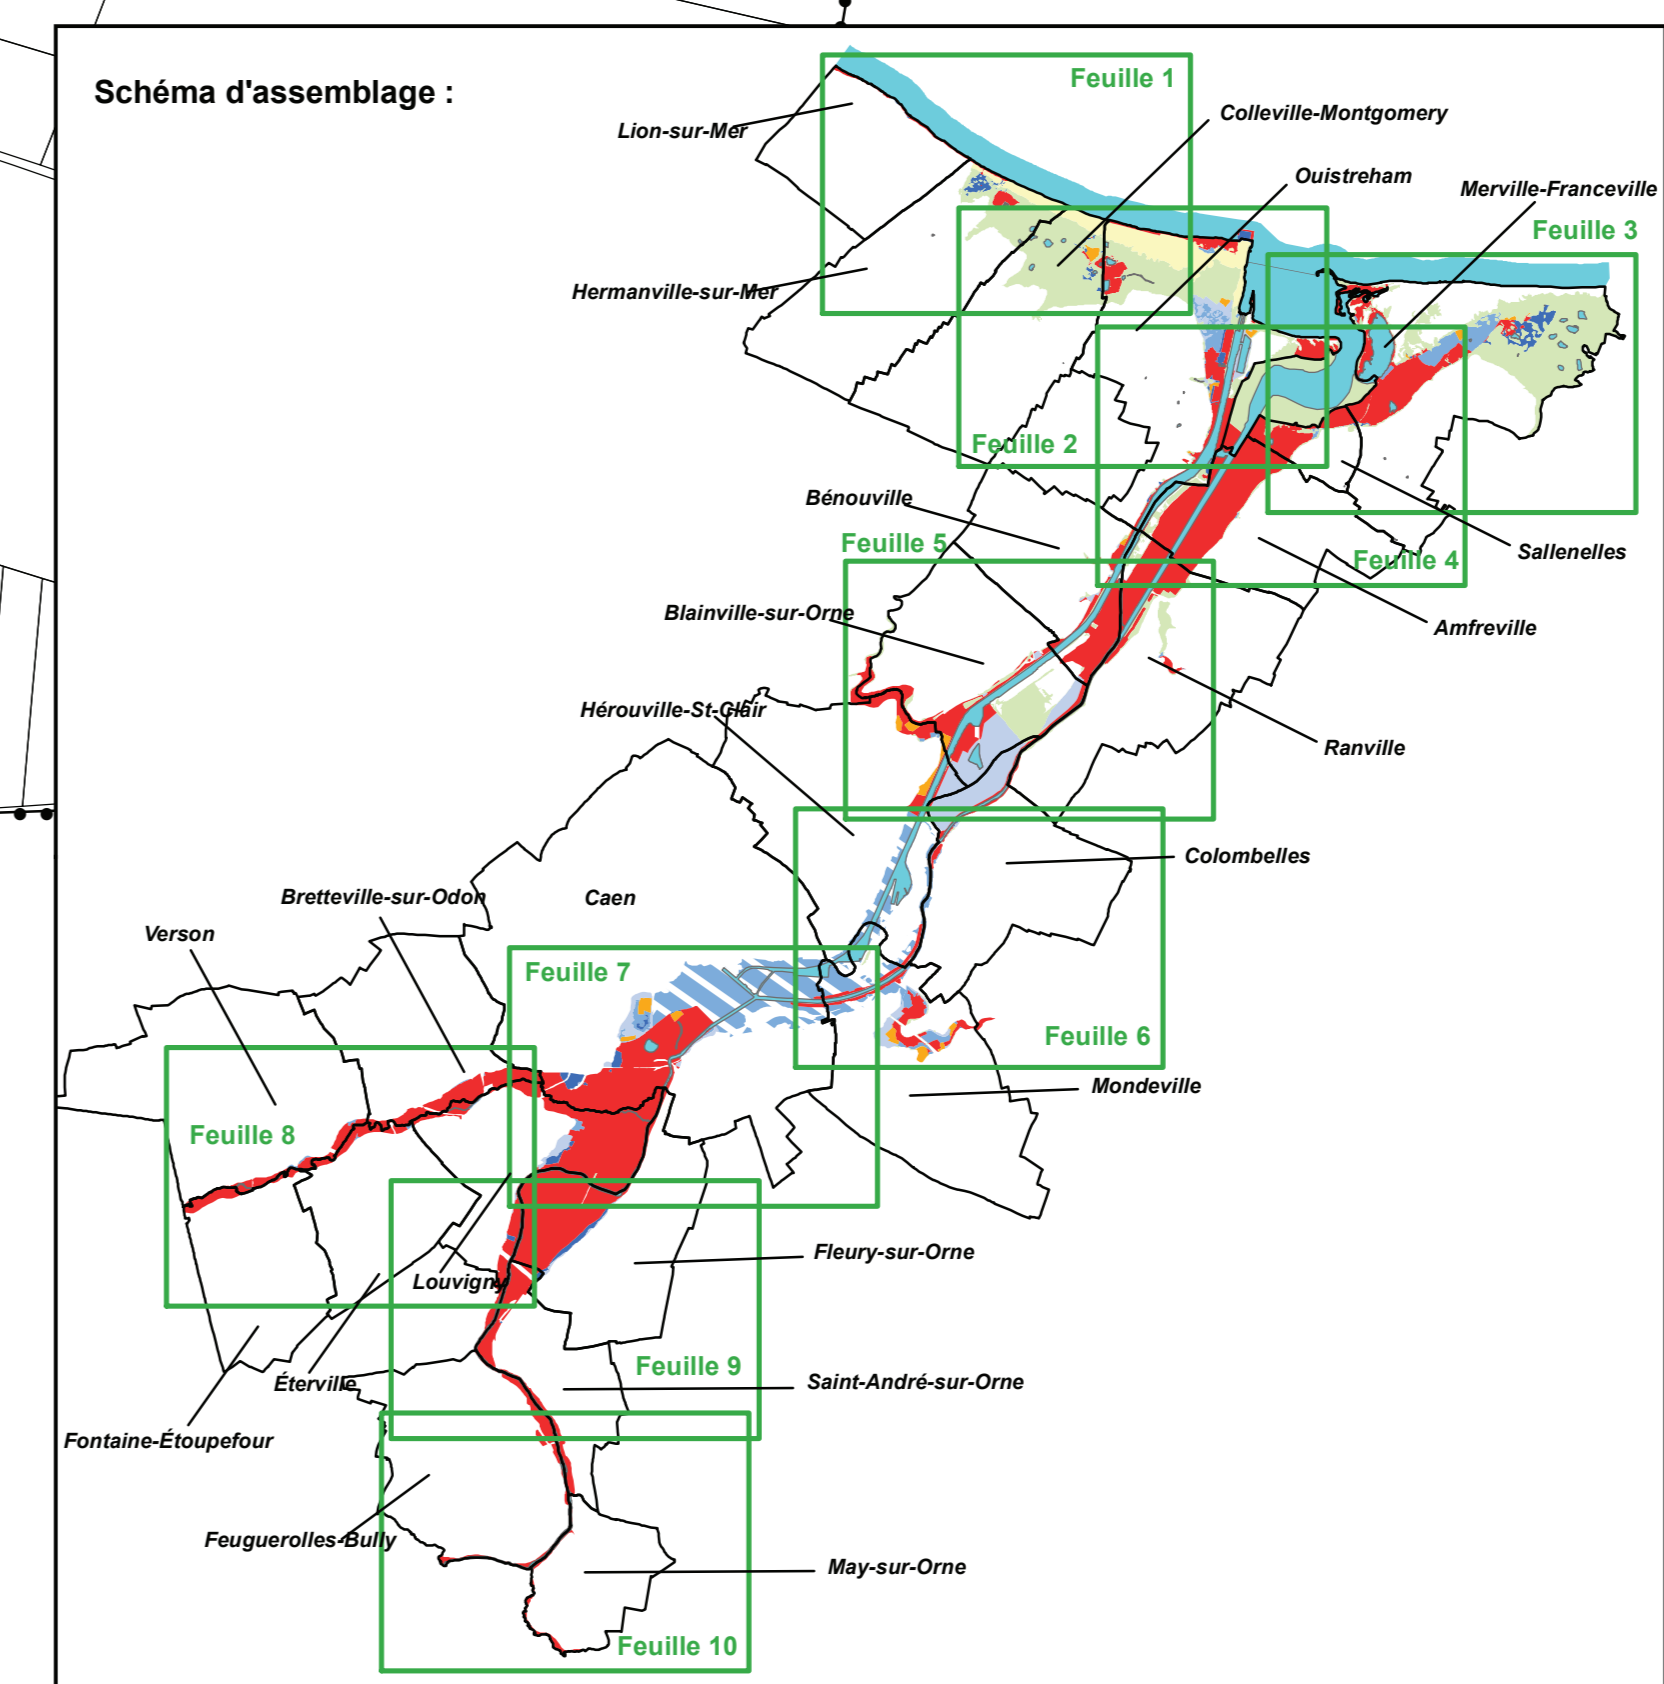 Schéma d'assemblage :
Feuille 1
Colleville-Montgomery
Lion-sur-Mer
Ouistreham
Merville-Franceville
Feuille 3
Hermanville-sur-Mer
Feuille 2
Bénouville
Feuille 5
Sallenelles
Feuille 4
Blainville-sur-Orne
Amfreville
Hérouville-St-Clair
Ranville
Colombelles
Bretteville-sur-Odon
Caen
Verson
Feuille 7
Feuille 6
Mondeville
Feuille 8
Fleury-sur-Orne
Louvigny
Feuille 9
Éterville
Saint-André-sur-Orne
Fontaine-Étoupefour
Feuguerolles-Bully
May-sur-Orne
Feuille 10